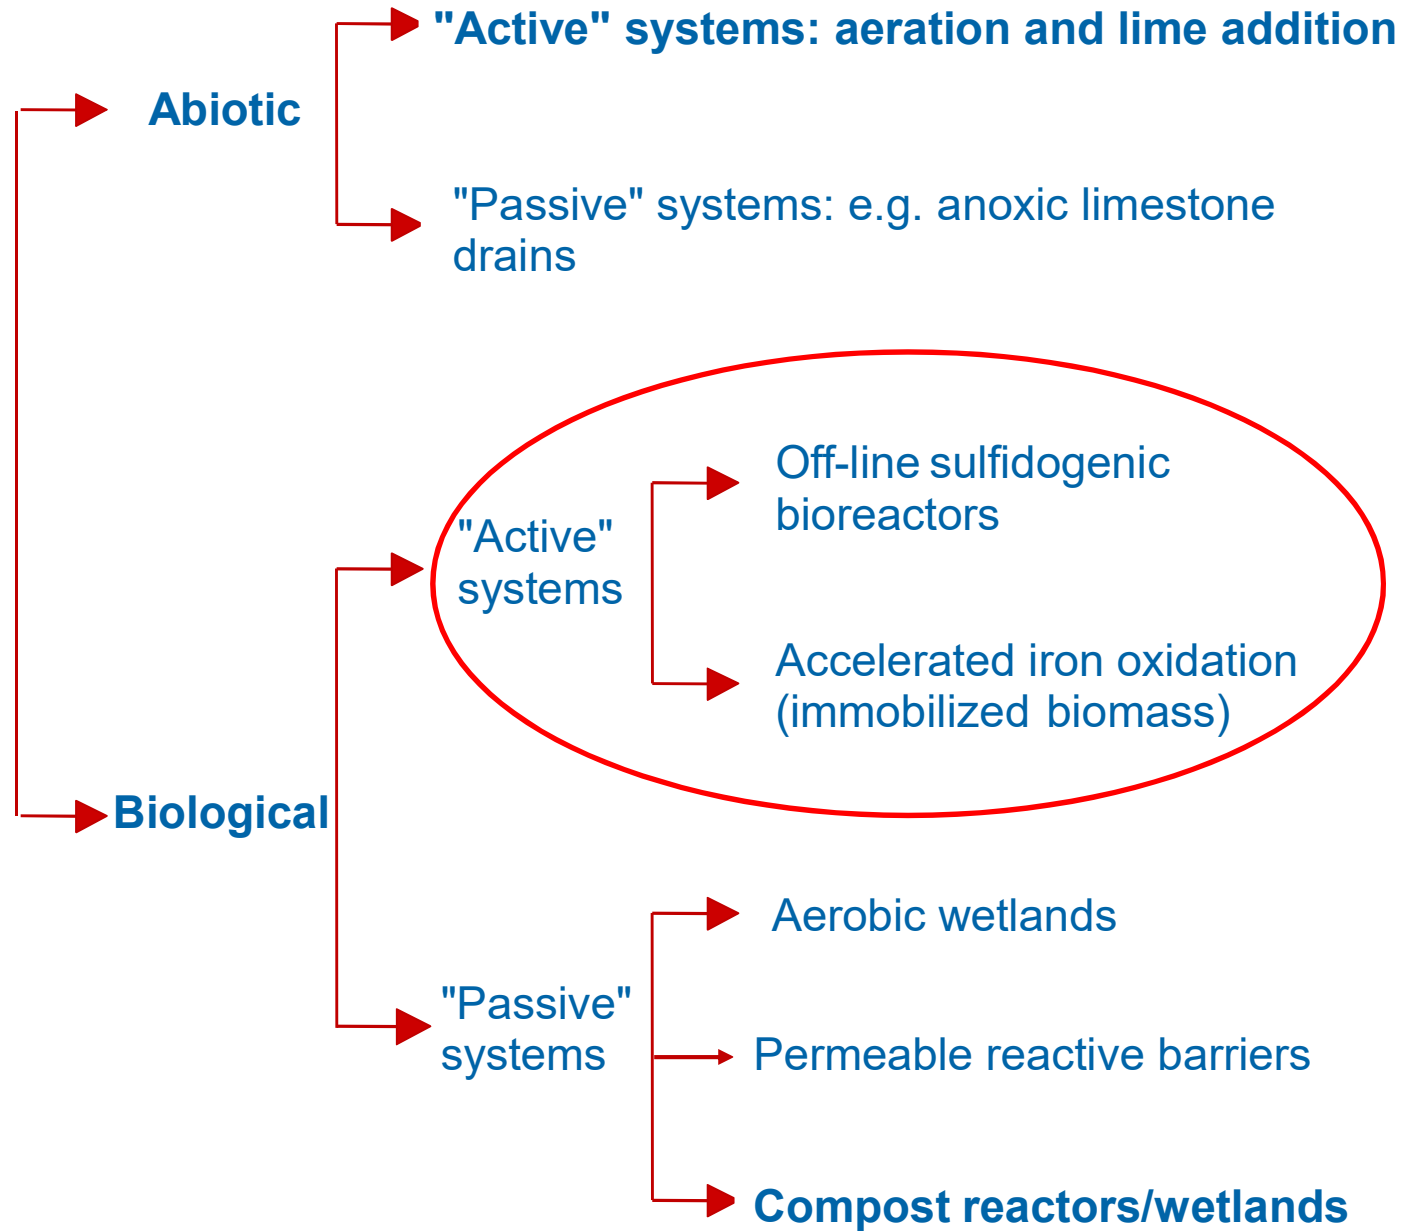 "Active" systems: aeration and lime addition
Abiotic
"Passive" systems: e.g. anoxic limestone
drains
Off-line sulfidogenic
bioreactors
"Active"
systems
Accelerated iron oxidation
(immobilized biomass)
Biological
Aerobic wetlands
"Passive"
systems
Permeable reactive barriers
Compost reactors/wetlands